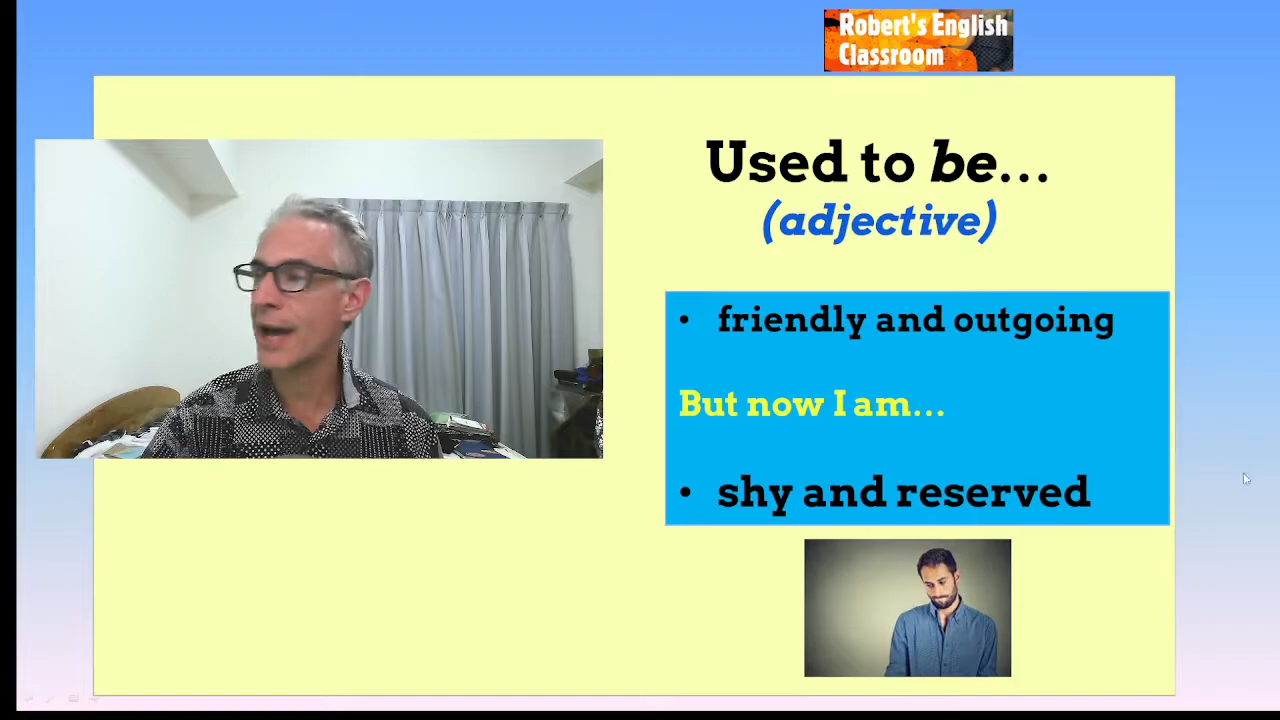 Robert's English
Classroom
Used to be...
(adjective)
• friendly and outgoing
But now I am...
• shy and reserved